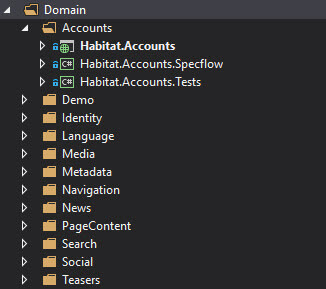 Domain
Accounts
Habitat.Accounts
Habitat.Accounts.Specflow
Habitat.Accounts.Tests
Demo
Identity
Language
Media
Metadata
Navigation
News
PageContent
Search
Social
Teasers